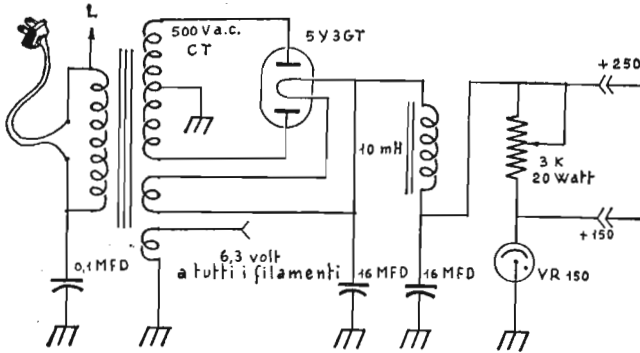 L
500 V a.c.
CT
5Y3GT
+250
10 mH
3 K
20 Watt
+150
6,3 volt
a tutti i filamenti
0,1 MFD
16 MFD
16 MFD
VR 150